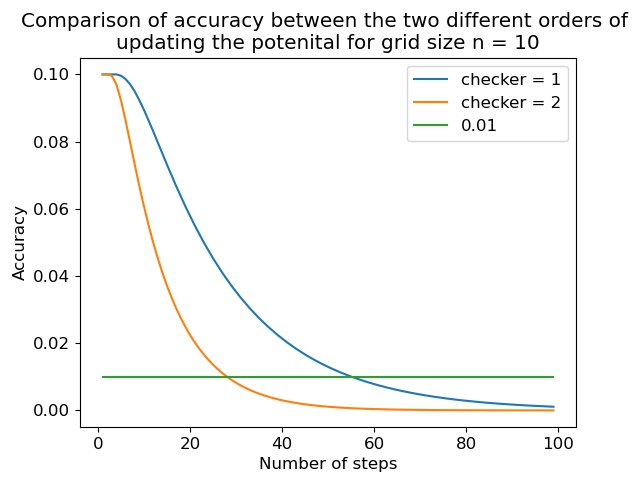 Comparison of accuracy between the two different orders of
updating the potenital for grid size n = 10
checker = 1
checker = 2
0.01
0.10
0.08
0.06
0.04
0.02
0.00
Accuracy
0
20
40
60
80
100
Number of steps